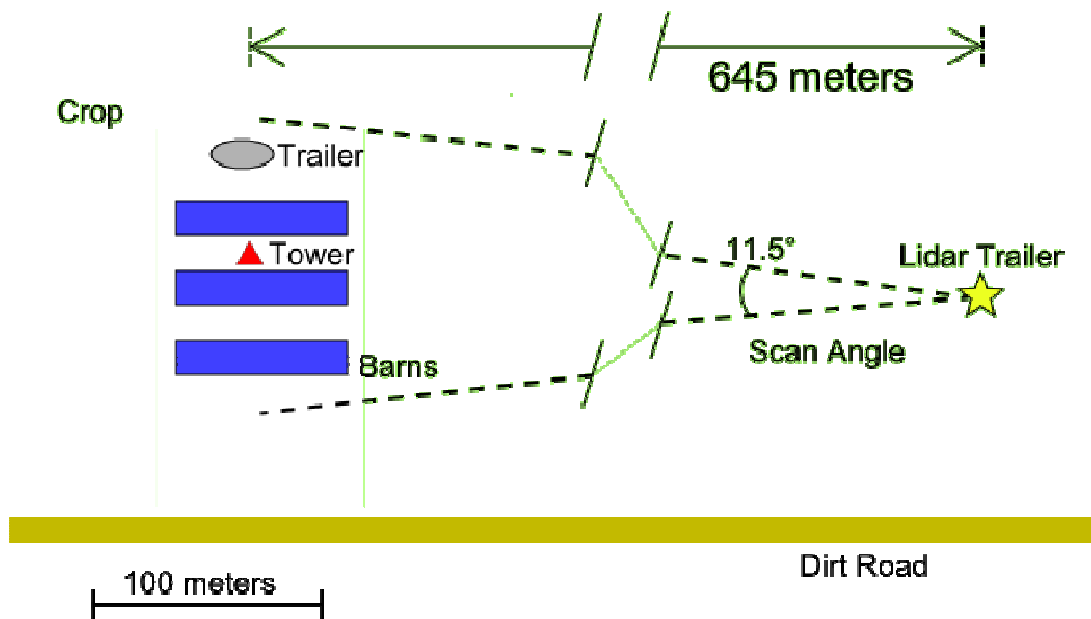 645 meters
Crop
Trailer
Tower
11.5°
Lidar Trailer
Scan Angle
Barns
Dirt Road
100 meters